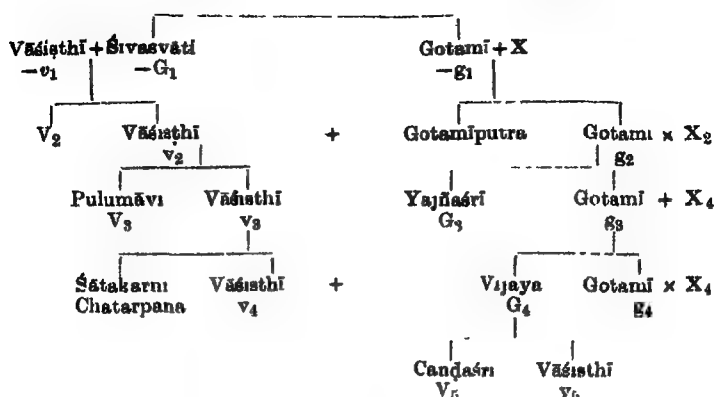 Vāśiṣṭhī + Śivasvāti Gotamī + X
—v₁ —G₁ —g₁
V₂ Vāśiṣṭhī + Gotamīputra Gotamī × X₂
v₂ g₂
Pulumāvi Vāśiṣṭhī Yajñaśrī Gotamī + X₄
V₃ v₃ G₃ g₃
Śātakarṇi Vāśiṣṭhī + Vijaya Gotamī × X₄
Chatarpana v₄ G₄ g₄
Caṇḍaśri Vāśiṣṭhī
V₅ v₅